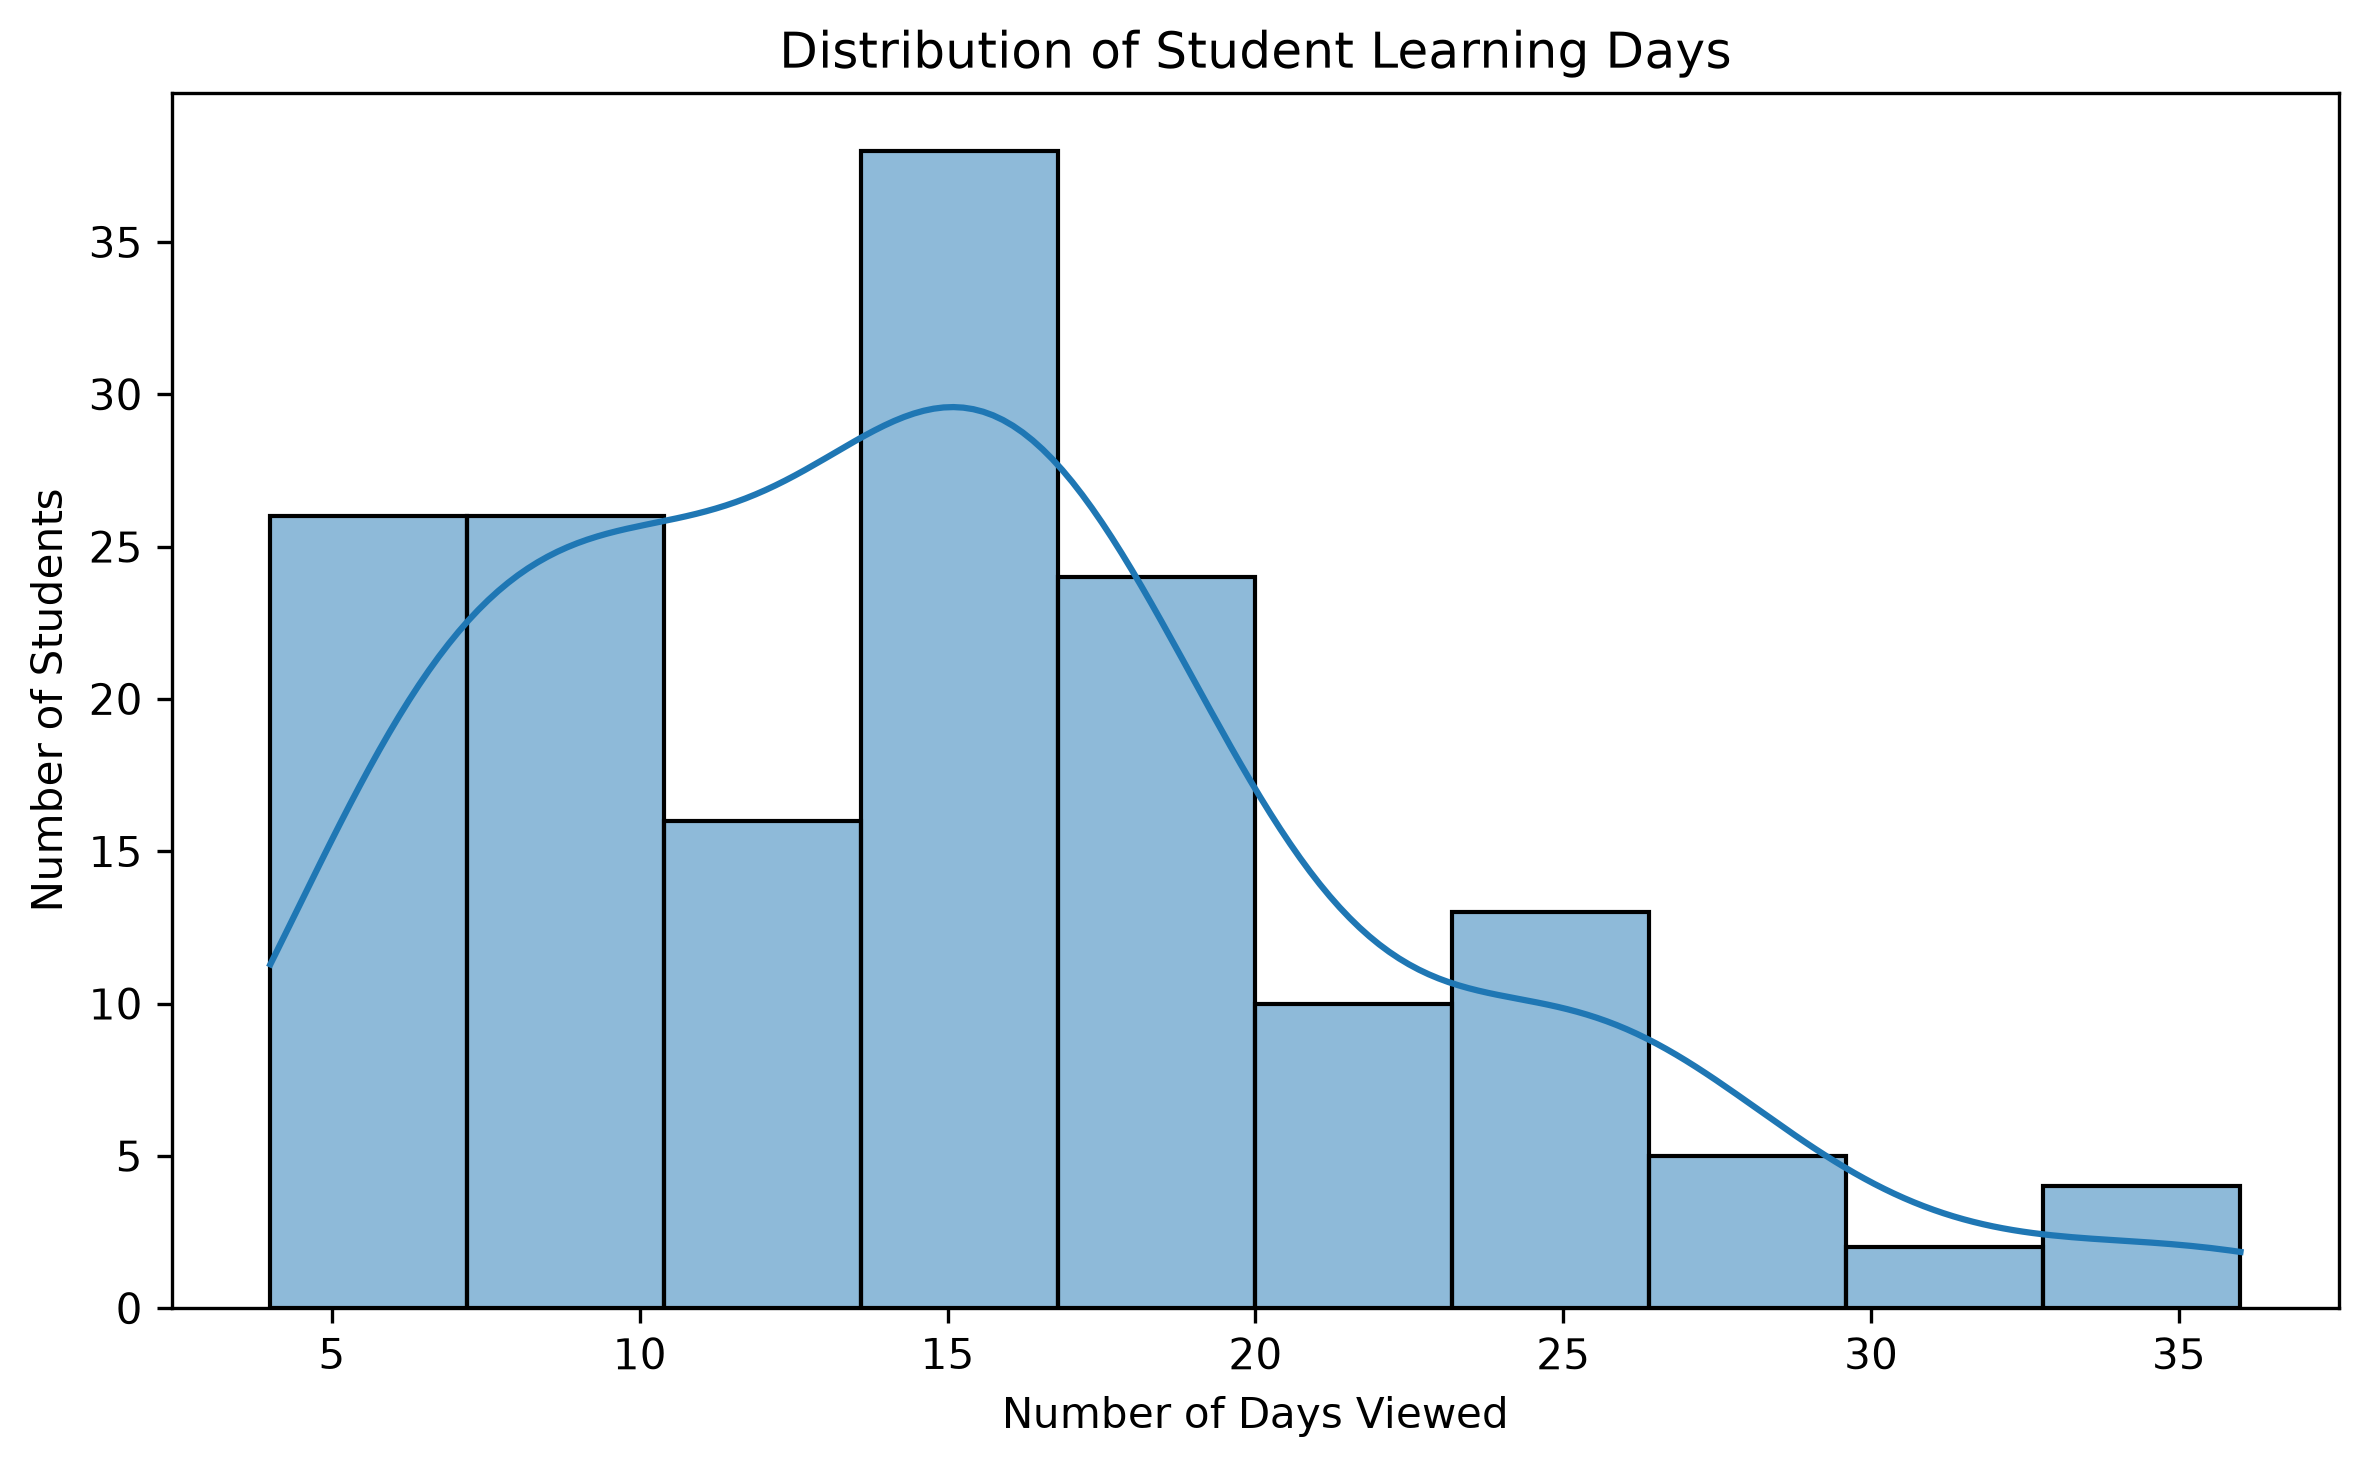 Distribution of Student Learning Days
Number of Students
35
30
25
20
15
10
5
0
5 10 15 20 25 30 35
Number of Days Viewed